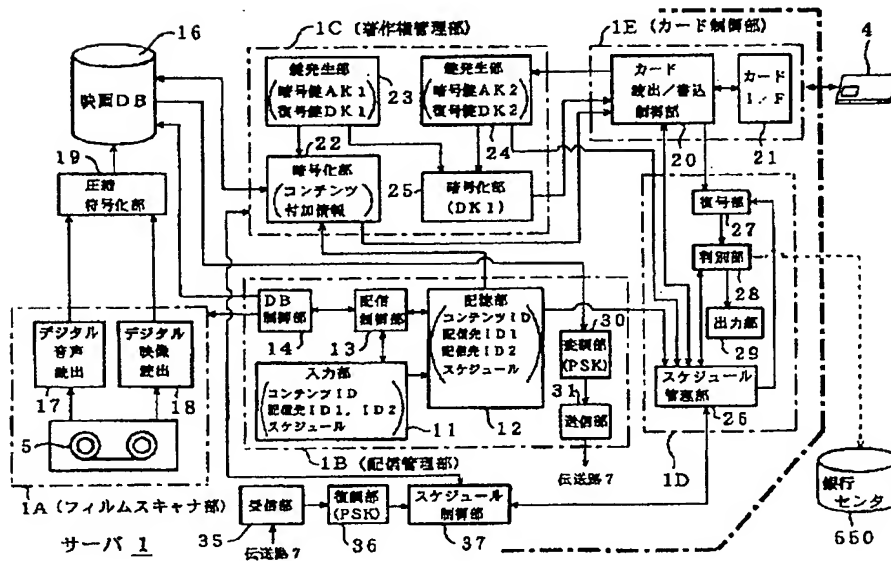 16
映画DB
19
圧縮
符号化部
1C (著作権管理部)
鍵発生部
暗号鍵AK1
復号鍵DK1
23
鍵発生部
暗号鍵AK2
復号鍵DK2
24
22
暗号化部
コンテンツ
付加情報
25
暗号化部
(DK1)
1E (カード制御部)
カード
読出/書込
制御部
20
カード
I/F
21
4
復号部
27
判別部
28
出力部
29
スケジュール
管理部
26
1D
銀行
センタ
550
デジタル
音声
読出
17
デジタル
映像
読出
18
5
1A (フィルムスキャナ部)
サーバ 1
DB
制御部
14
配信
制御部
13
記憶部
コンテンツID
配信先ID1
配信先ID2
スケジュール
12
入力部
コンテンツID
配信先ID1, ID2
スケジュール
11
30
変調部
(PSK)
31
送信部
伝送路7
1B (配信管理部)
受信部
35
伝送路7
復調部
(PSK)
36
スケジュール
制御部
37